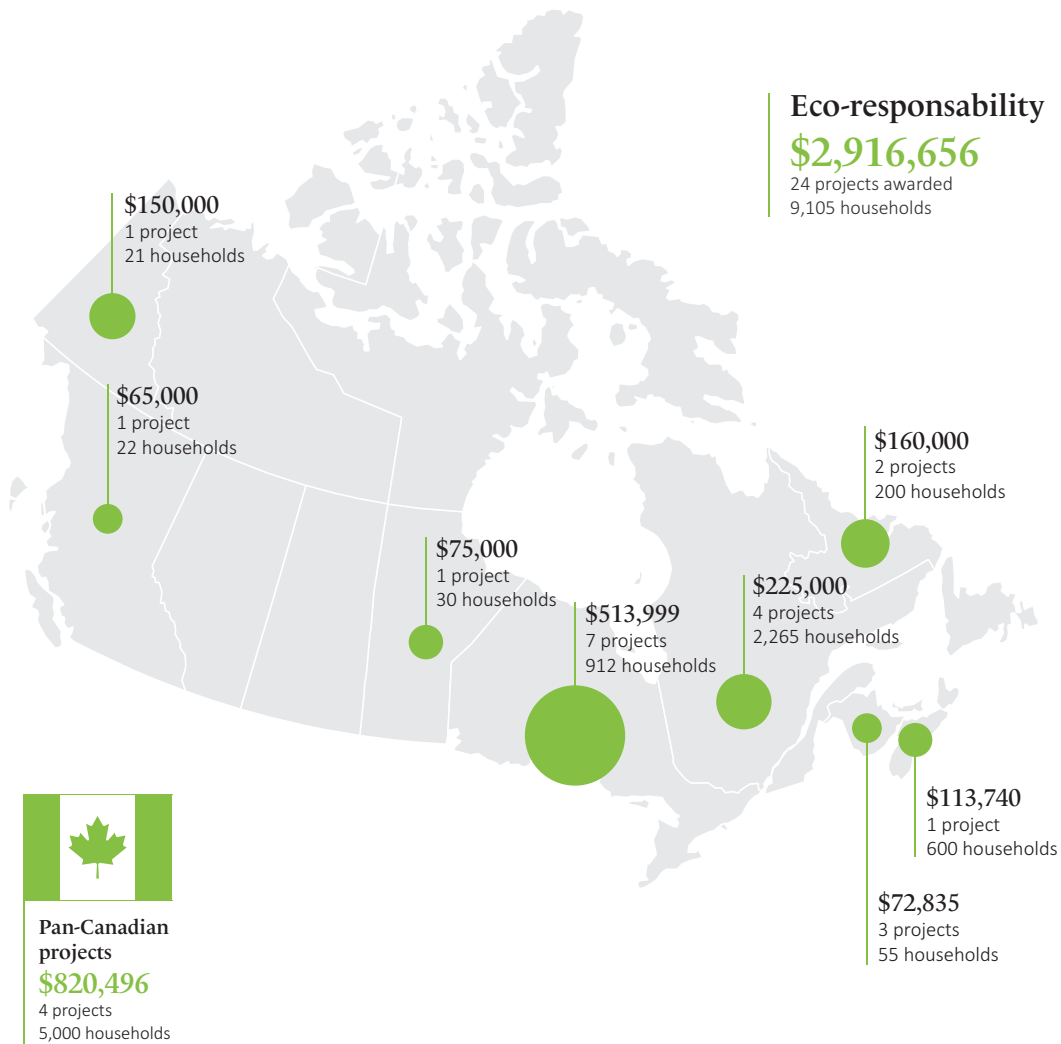 Eco-responsability
$2,916,656
24 projects awarded
9,105 households
$150,000
1 project
21 households
$65,000
1 project
22 households
$160,000
2 projects
200 households
$75,000
1 project
30 households
$225,000
4 projects
2,265 households
$513,999
7 projects
912 households
$113,740
1 project
600 households
$72,835
3 projects
55 households
Pan-Canadian
projects
$820,496
4 projects
5,000 households